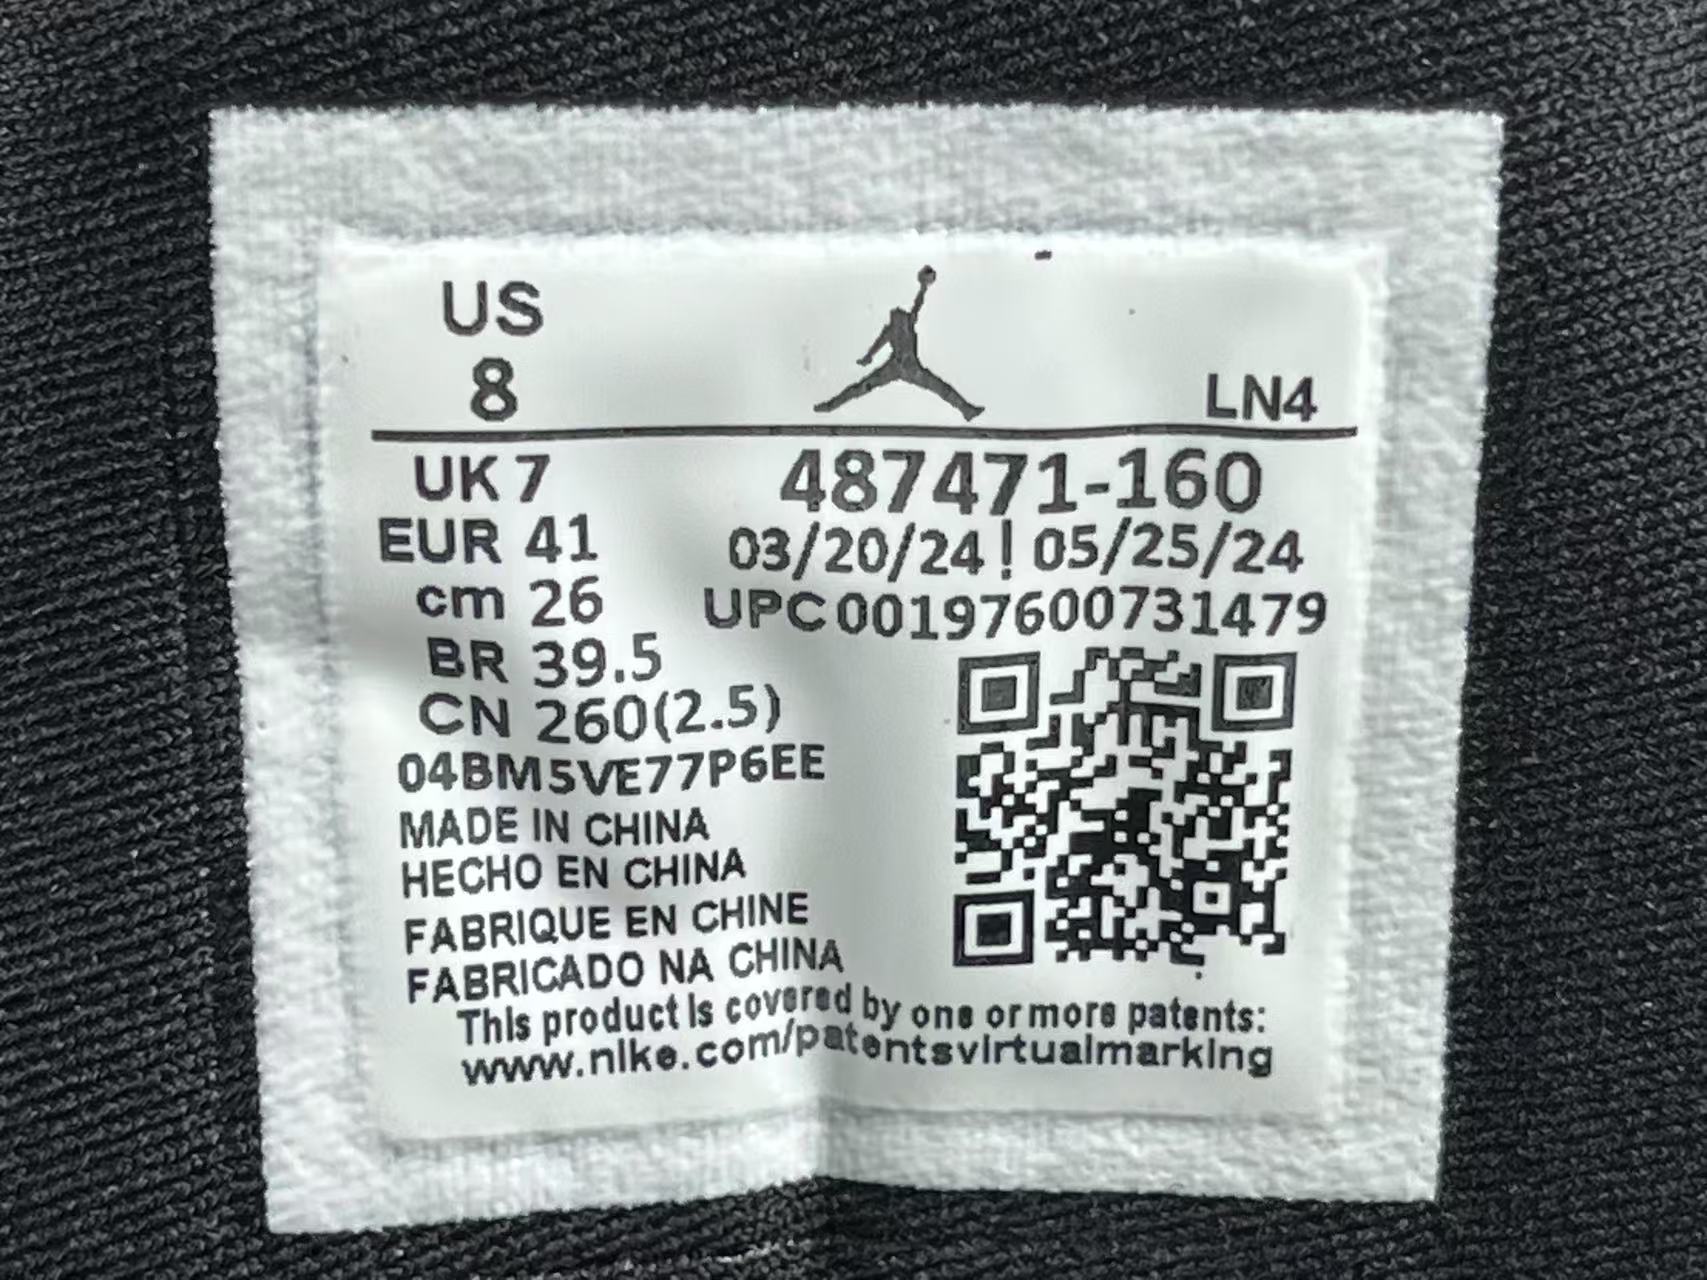 US
8
LN4
UK 7
487471-160
EUR 41
03/20/24 ! 05/25/24
cm 26
UPC 00197600731479
BR 39.5
CN 260(2.5)
04BM5VE77P6EE
MADE IN CHINA
HECHO EN CHINA
FABRIQUE EN CHINE
FABRICADO NA CHINA
This product is covered by one or more patents:
www.nike.com/patentsvirtualmarking